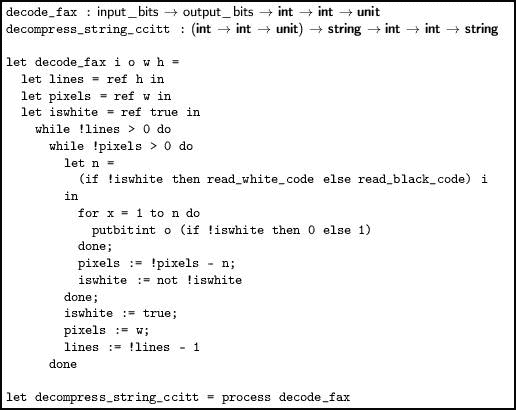 decode_fax : input_bits → output_bits → int → int → unit
decompress_string_ccitt : (int → int → unit) → string → int → int → string
let decode_fax i o w h =
  let lines = ref h in
  let pixels = ref w in
  let iswhite = ref true in
    while !lines > 0 do
      while !pixels > 0 do
        let n =
          (if !iswhite then read_white_code else read_black_code) i
        in
          for x = 1 to n do
            putbitint o (if !iswhite then 0 else 1)
          done;
          pixels := !pixels - n;
          iswhite := not !iswhite
        done;
        iswhite := true;
        pixels := w;
        lines := !lines - 1
      done
let decompress_string_ccitt = process decode_fax